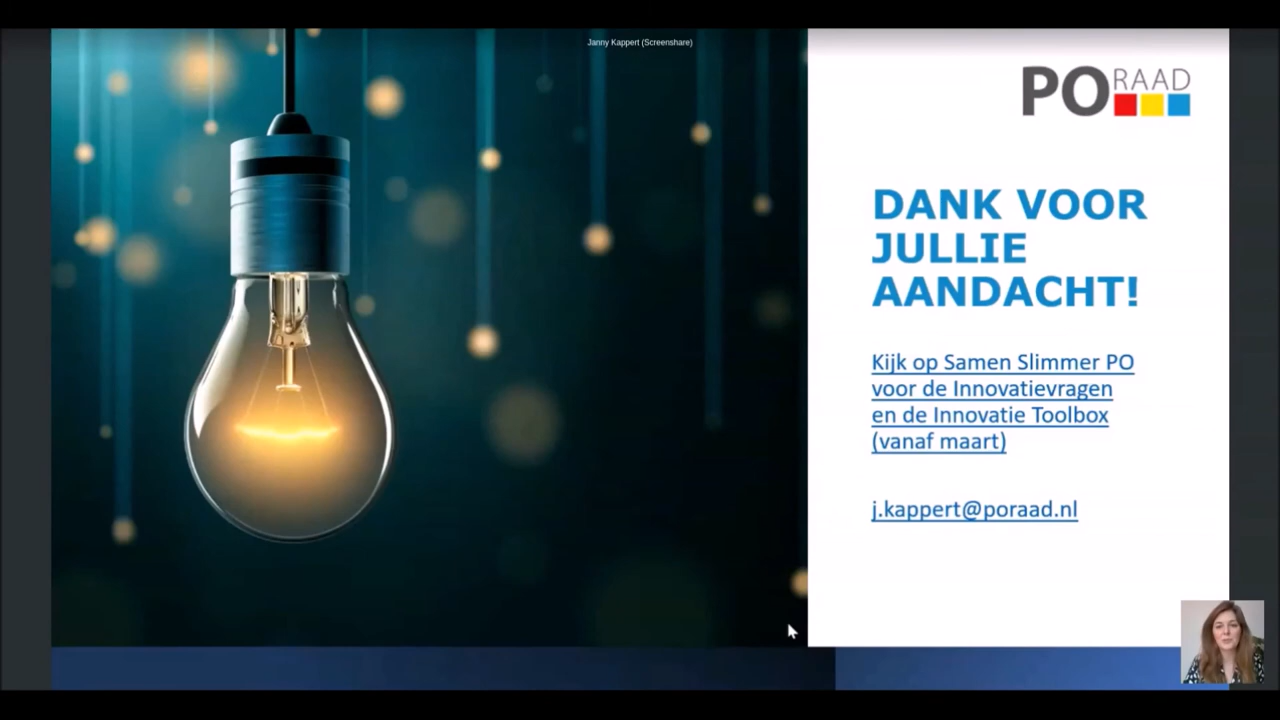 Janny Kappert (Screenshare)
PO RAAD
DANK VOOR
JULLIE
AANDACHT!
Kijk op Samen Slimmer PO
voor de Innovatievragen
en de Innovatie Toolbox
(vanaf maart)
j.kappert@poraad.nl